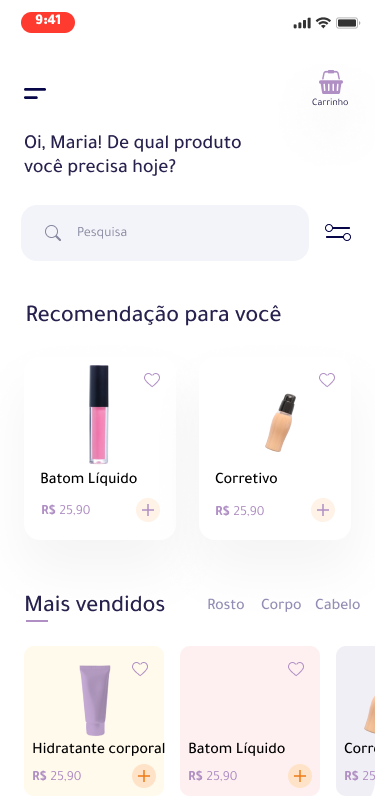 9:41
Carrinho
Oi, Maria! De qual produto
você precisa hoje?
Pesquisa
Recomendação para você
Batom Líquido
R$ 25,90
Corretivo
R$ 25,90
Mais vendidos
Rosto Corpo Cabelo
Hidratante corporal
R$ 25,90
Batom Líquido
R$ 25,90
Corre
R$ 25